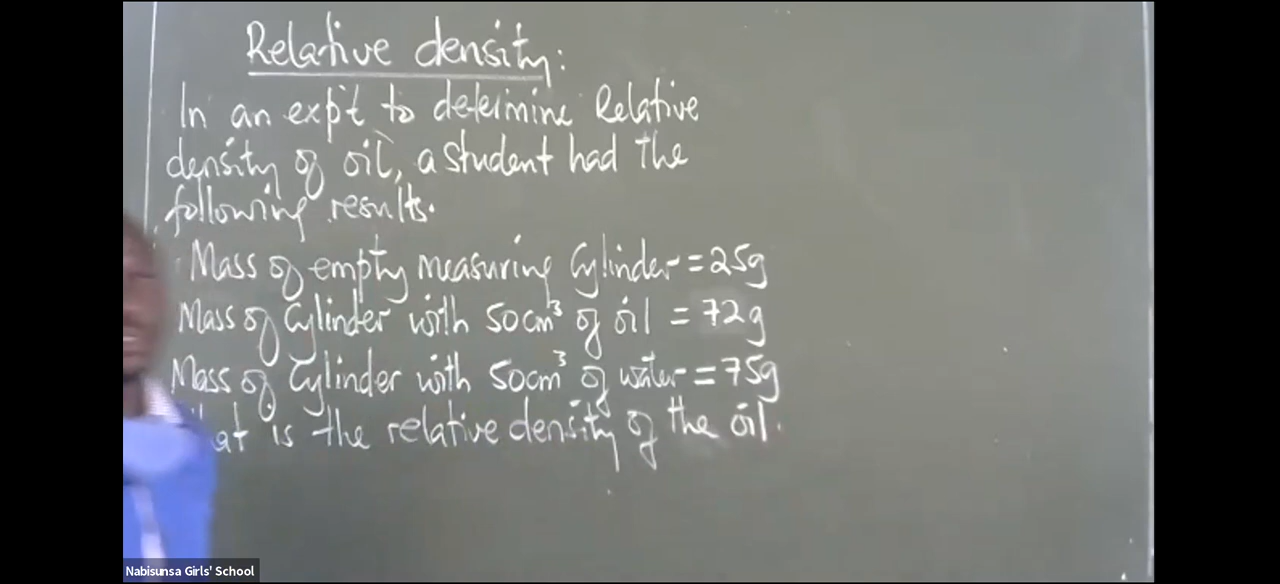 Relative density:
In an exp't to determine Relative
density of oil, a student had the
following results.
Mass of empty measuring Cylinder = 25g
Mass of Cylinder with 50cm³ of oil = 72g
Mass of Cylinder with 50cm³ of water = 75g
at is the relative density of the oil.
Nabisunsa Girls' School